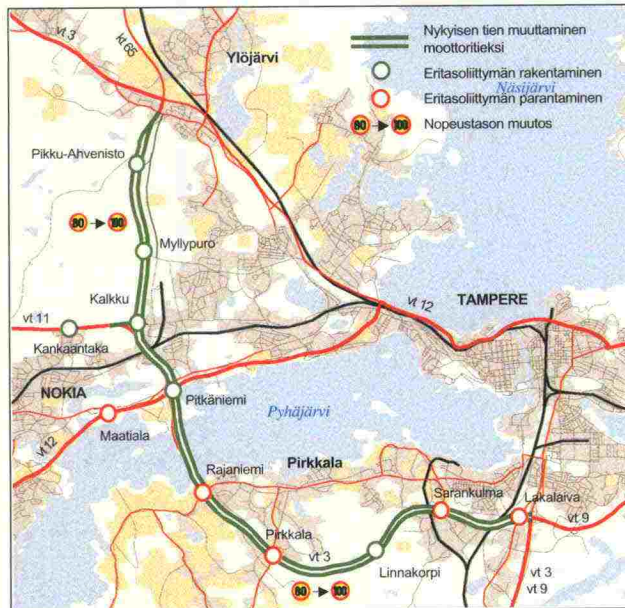 vt 3
kt 65
Ylöjärvi
Nykyisen tien muuttaminen
moottoritieksi
Eritasoliittymän rakentaminen
Näsijärvi
Eritasoliittymän parantaminen
80 100 Nopeustason muutos
Pikku-Ahvenisto
80 100
Myllypuro
Kalkku
vt 11
Kankaantaka
vt 12
TAMPERE
NOKIA
Pitkäniemi
Maatiala
vt 12
Pyhäjärvi
Rajaniemi
Pirkkala
Sarankulma
Lakalaiva
vt 9
Pirkkala
vt 3
Linnakorpi
80 100
vt 3
vt 9